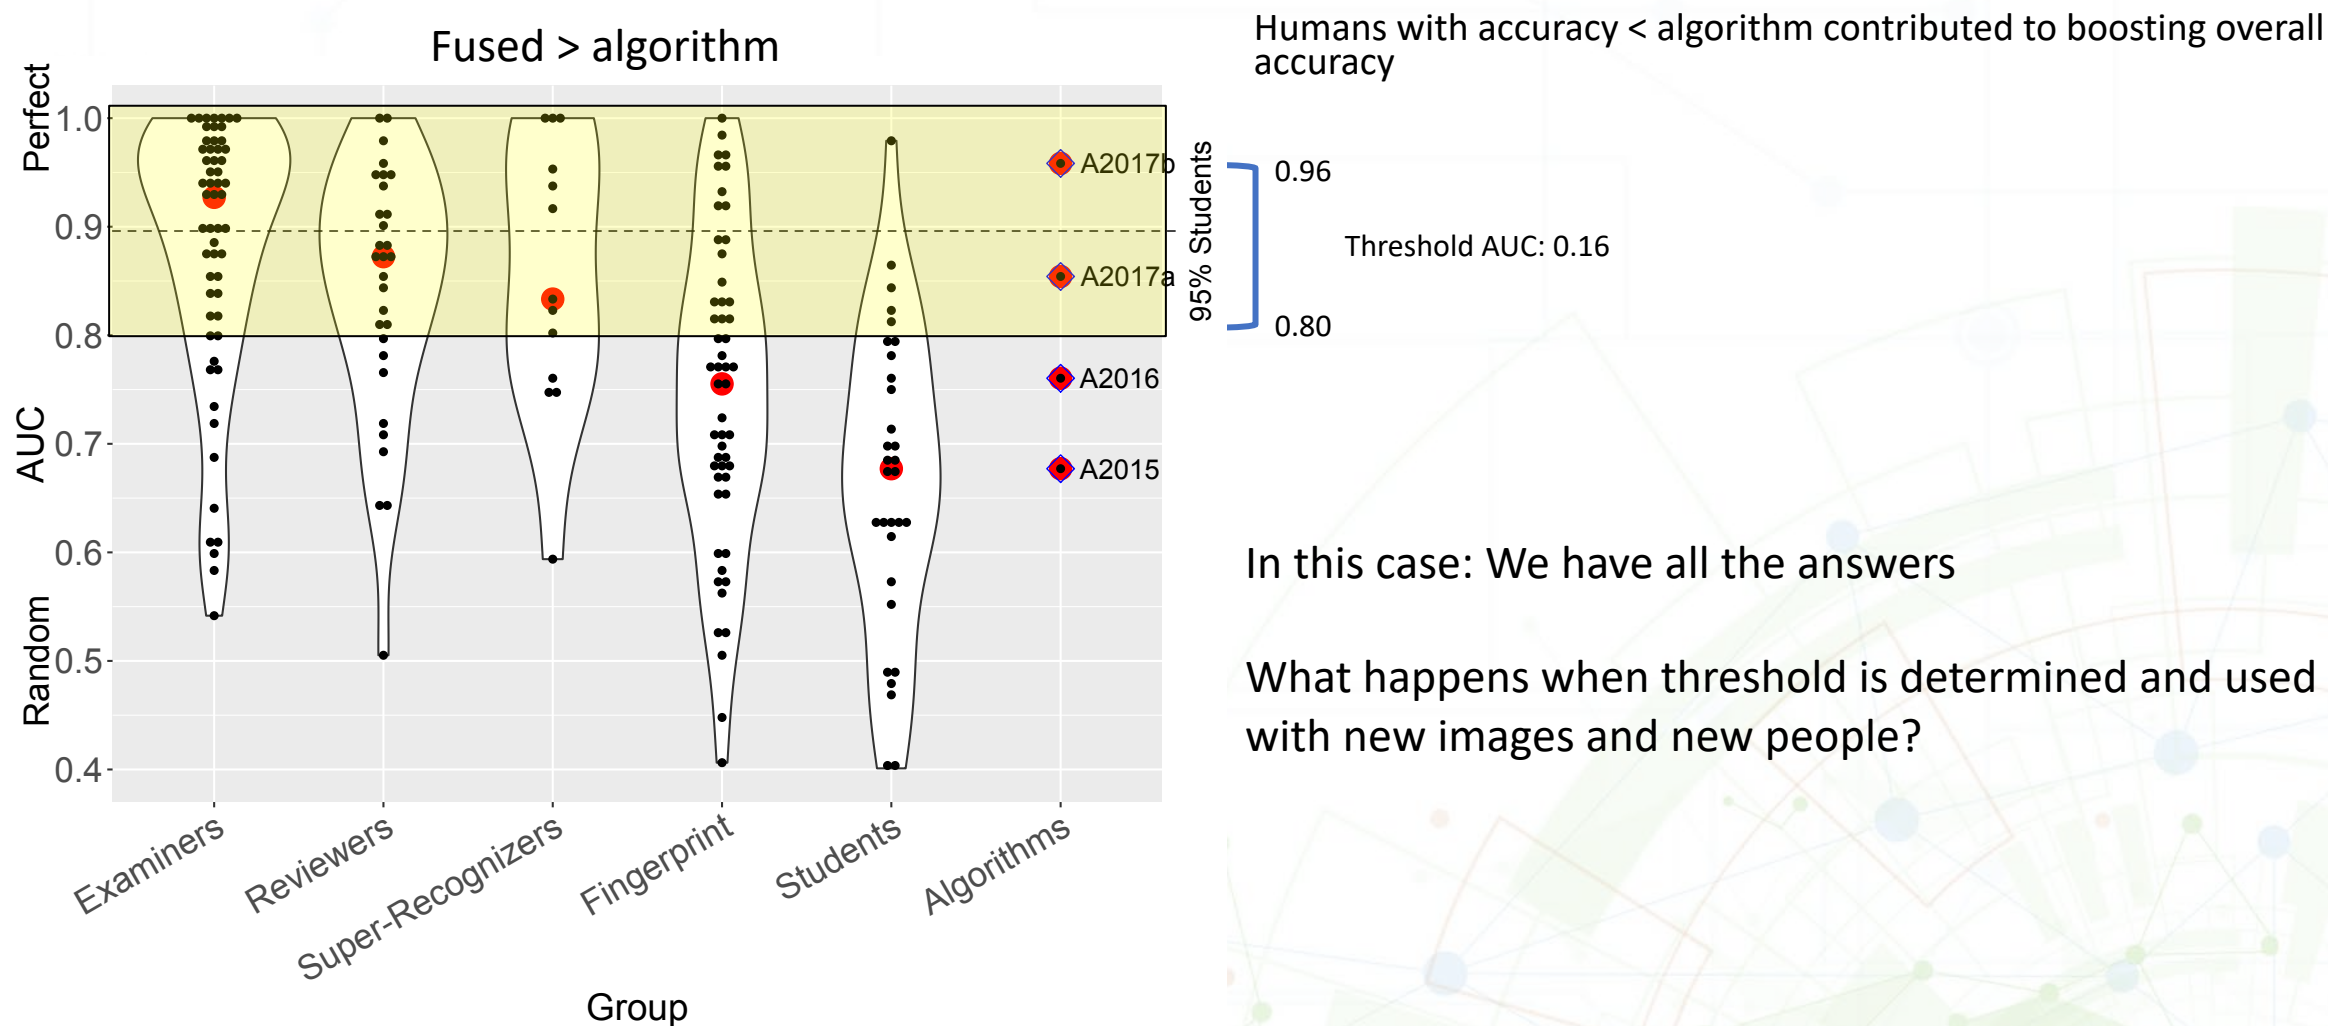 Fused > algorithm
Perfect
AUC
Random
1.0
0.9
0.8
0.7
0.6
0.5
0.4
A2017b
A2017a
A2016
A2015
95% Students
Examiners
Reviewers
Super-Recognizers
Fingerprint
Students
Algorithms
Group
Humans with accuracy < algorithm contributed to boosting overall
accuracy
0.96
Threshold AUC: 0.16
0.80
In this case: We have all the answers
What happens when threshold is determined and used
with new images and new people?